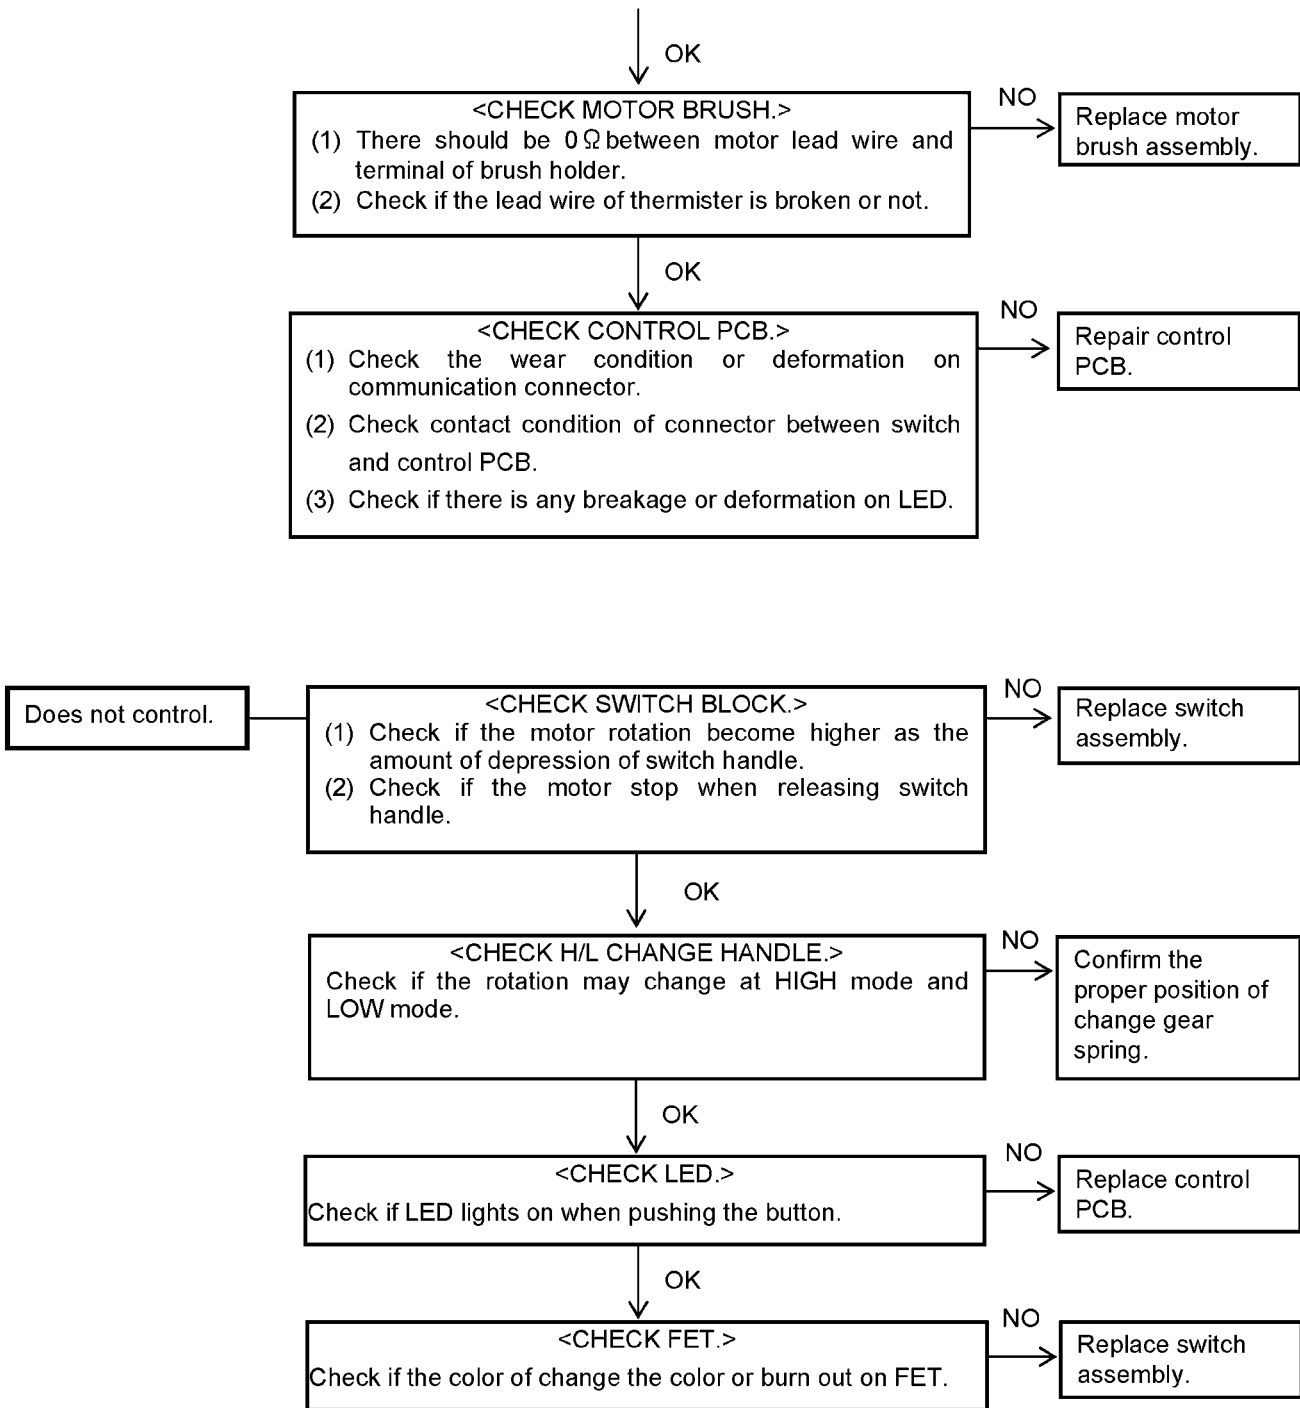 OK
<CHECK MOTOR BRUSH.>
(1) There should be 0Ω between motor lead wire and
terminal of brush holder.
(2) Check if the lead wire of thermister is broken or not.
NO
Replace motor
brush assembly.
OK
<CHECK CONTROL PCB.>
(1) Check the wear condition or deformation on
communication connector.
(2) Check contact condition of connector between switch
and control PCB.
(3) Check if there is any breakage or deformation on LED.
NO
Repair control
PCB.
Does not control.
<CHECK SWITCH BLOCK.>
(1) Check if the motor rotation become higher as the
amount of depression of switch handle.
(2) Check if the motor stop when releasing switch
handle.
NO
Replace switch
assembly.
OK
<CHECK H/L CHANGE HANDLE.>
Check if the rotation may change at HIGH mode and
LOW mode.
NO
Confirm the
proper position of
change gear
spring.
OK
<CHECK LED.>
Check if LED lights on when pushing the button.
NO
Replace control
PCB.
OK
<CHECK FET.>
Check if the color of change the color or burn out on FET.
NO
Replace switch
assembly.